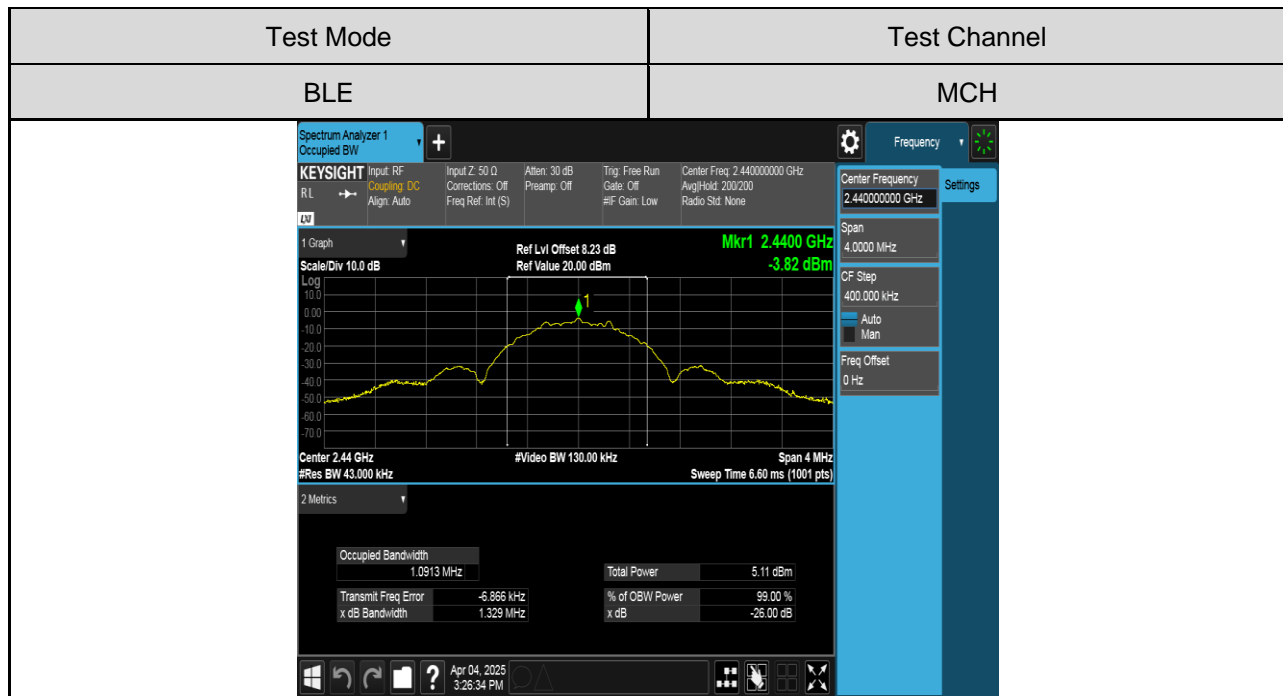 Test Mode
Test Channel
BLE
MCH
Spectrum Analyzer 1
Occupied BW
Frequency
KEYSIGHT
R L
LXI
Input: RF
Coupling: DC
Align: Auto
Input Z: 50 Ω
Corrections: Off
Freq Ref: Int (S)
Atten: 30 dB
Preamp: Off
Trig: Free Run
Gate: Off
#IF Gain: Low
Center Freq: 2.440000000 GHz
Avg|Hold: 200/200
Radio Std: None
Center Frequency
2.440000000 GHz
Settings
Span
4.0000 MHz
CF Step
400.000 kHz
Auto
Man
Freq Offset
0 Hz
1 Graph
Scale/Div 10.0 dB
Ref Lvl Offset 8.23 dB
Ref Value 20.00 dBm
Mkr1 2.4400 GHz
-3.82 dBm
Log
10.0
0.00
-10.0
-20.0
-30.0
-40.0
-50.0
-60.0
-70.0
1
Center 2.44 GHz
#Res BW 43.000 kHz
#Video BW 130.00 kHz
Span 4 MHz
Sweep Time 6.60 ms (1001 pts)
2 Metrics
Occupied Bandwidth
1.0913 MHz
Total Power 5.11 dBm
Transmit Freq Error -6.866 kHz
% of OBW Power 99.00 %
x dB Bandwidth 1.329 MHz
x dB -26.00 dB
?
Apr 04, 2025
3:26:34 PM